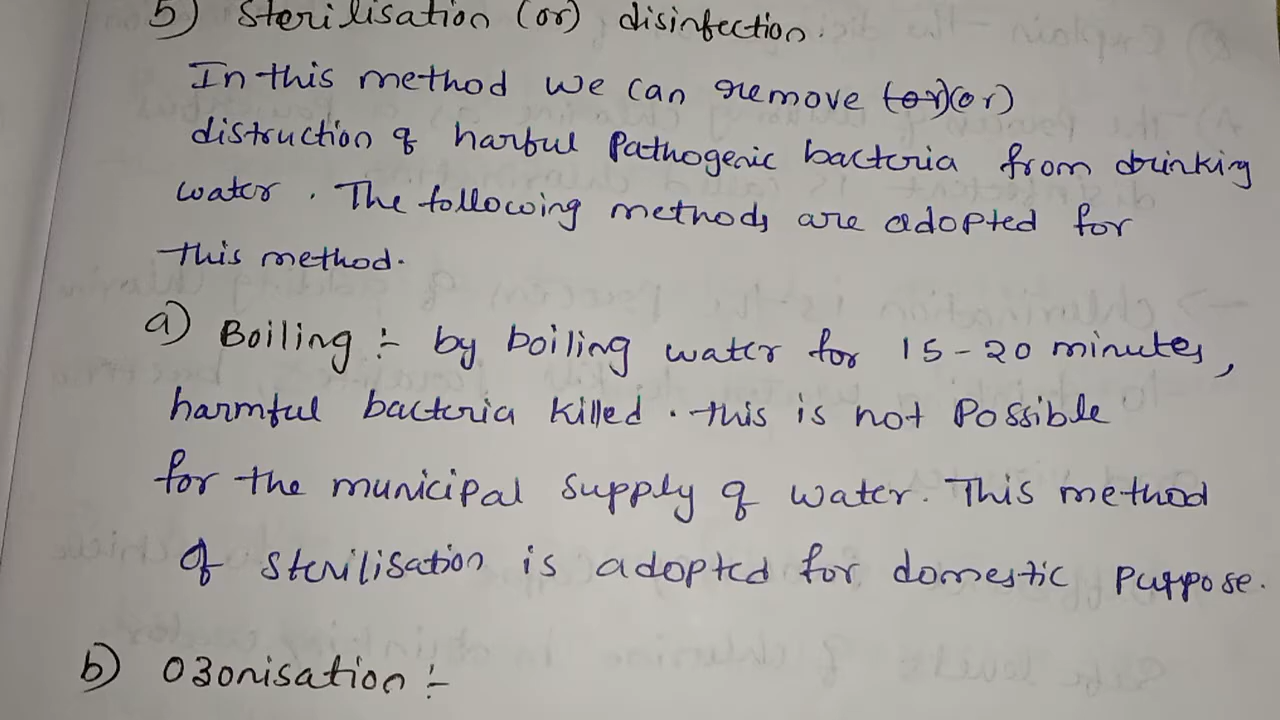 5) Sterilisation (or) disinfection.
In this method we can remove (or)(or)
distruction of harful Pathogenic bacteria from drinking
water. The following methods are adopted for
this method.
a) Boiling :- by boiling water for 15-20 minutes,
harmful bacteria killed. this is not Possible
for the municipal supply of water. This method
of sterilisation is adopted for domestic purpose.
b) Ozonisation :-